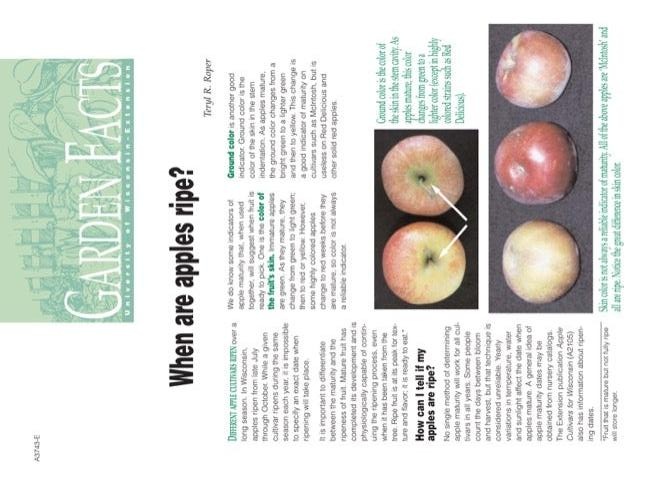 A3743-E
GARDEN FACTS
University of Wisconsin-Extension
When are apples ripe?
Teryl R. Roper
DIFFERENT APPLE CULTIVARS RIPEN over a
long season. In Wisconsin,
apples ripen from late July
through October. While a given
cultivar ripens during the same
season each year, it is impossible
to specify an exact date when
ripening will take place.
It is important to differentiate
between the maturity and the
ripeness of fruit. Mature fruit has
completed its development and is
physiologically capable of contin-
uing the ripening process, even
when it has been taken from the
tree. Ripe fruit is at its peak for tex-
ture and flavor; it is ready to eat.*
How can I tell if my
apples are ripe?
No single method of determining
apple maturity will work for all cul-
tivars in all years. Some people
count the days between bloom
and harvest, but that technique is
considered unreliable. Yearly
variations in temperature, water
and sunlight affect the date when
apples mature. A general idea of
apple maturity dates may be
obtained from nursery catalogs.
The Extension publication Apple
Cultivars for Wisconsin (A2105)
also has information about ripen-
ing dates.
*Fruit that is mature but not fully ripe
will store longer.
We do know some indicators of
apple maturity that, when used
together, will suggest when fruit is
ready to pick. One is the color of
the fruit's skin. Immature apples
are green. As they mature, they
change from green to light green;
then to red or yellow. However,
some highly colored apples
change to red weeks before they
are mature, so color is not always
a reliable indicator.
Ground color is another good
indicator. Ground color is the
color of the skin in the stem
indentation. As apples mature,
the ground color changes from a
bright green to a lighter green
and then to yellow. This change is
a good indicator of maturity on
cultivars such as McIntosh, but is
useless on Red Delicious and
other solid red apples.
Ground color is the color of
the skin in the stem cavity. As
apples mature, this color
changes from green to a
lighter color (except in highly
colored strains such as Red
Delicious).
Skin color is not always a reliable indicator of maturity. All of the above apples are 'McIntosh' and
all are ripe. Notice the great difference in skin color.